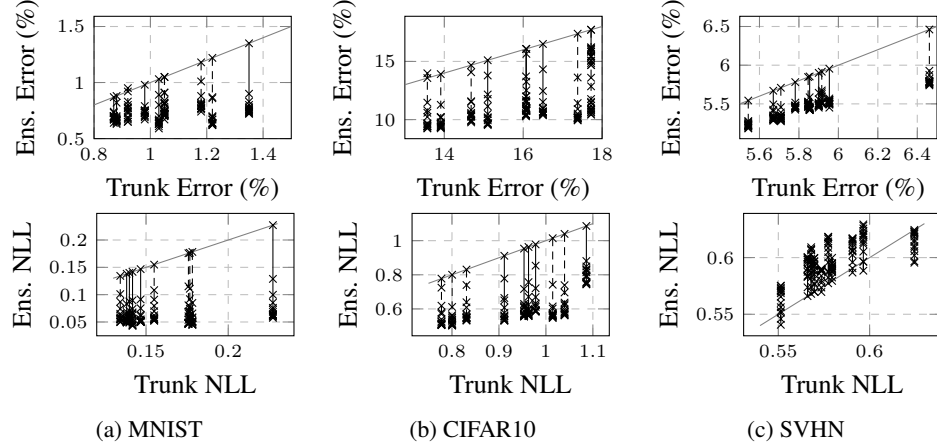 Ens. Error (%)
1.5
1
0.5
0.8
1
1.2
1.4
Trunk Error (%)
Ens. Error (%)
15
10
14
16
18
Trunk Error (%)
Ens. Error (%)
6.5
6
5.5
5.6
5.8
6
6.2
6.4
Trunk Error (%)
Ens. NLL
0.2
0.15
0.1
0.05
0.15
0.2
Trunk NLL
Ens. NLL
1
0.8
0.6
0.8
0.9
1
1.1
Trunk NLL
Ens. NLL
0.6
0.55
0.55
0.6
Trunk NLL
(a) MNIST
(b) CIFAR10
(c) SVHN